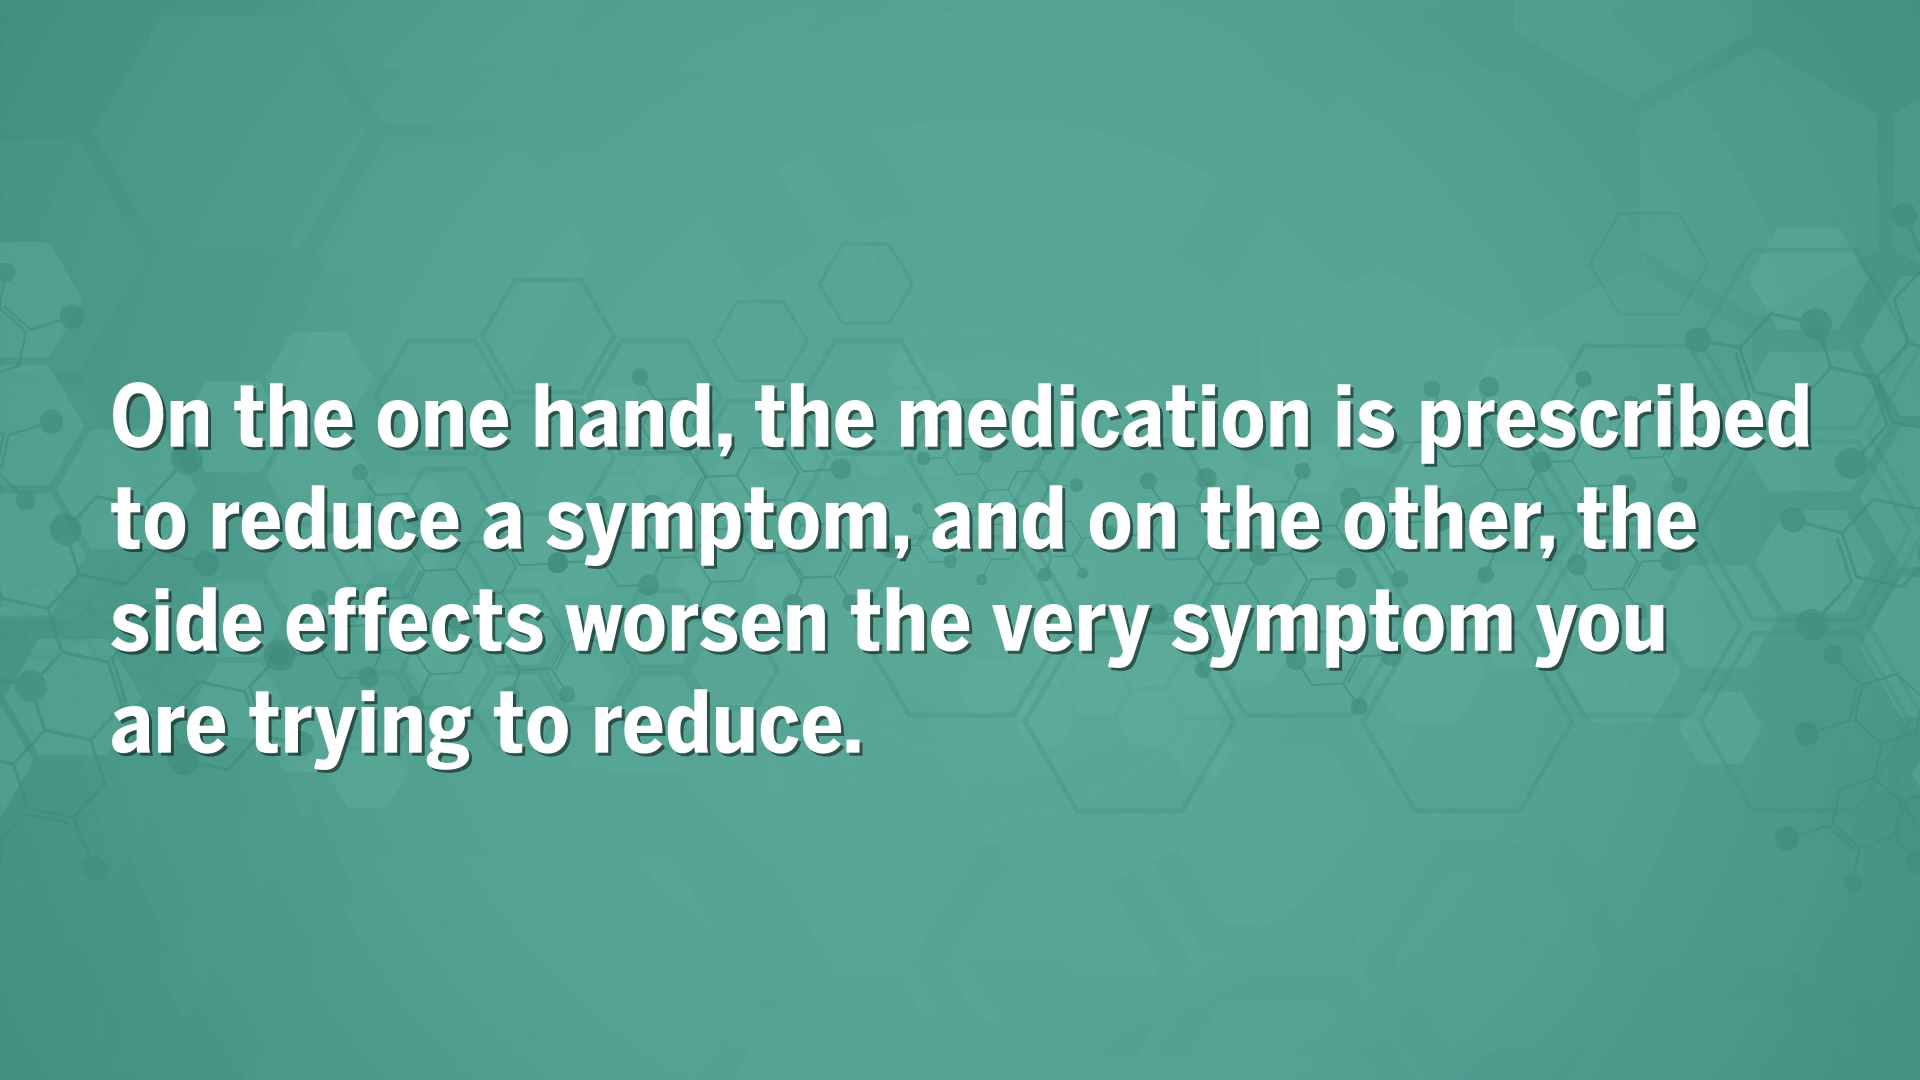 On the one hand, the medication is prescribed
to reduce a symptom, and on the other, the
side effects worsen the very symptom you
are trying to reduce.